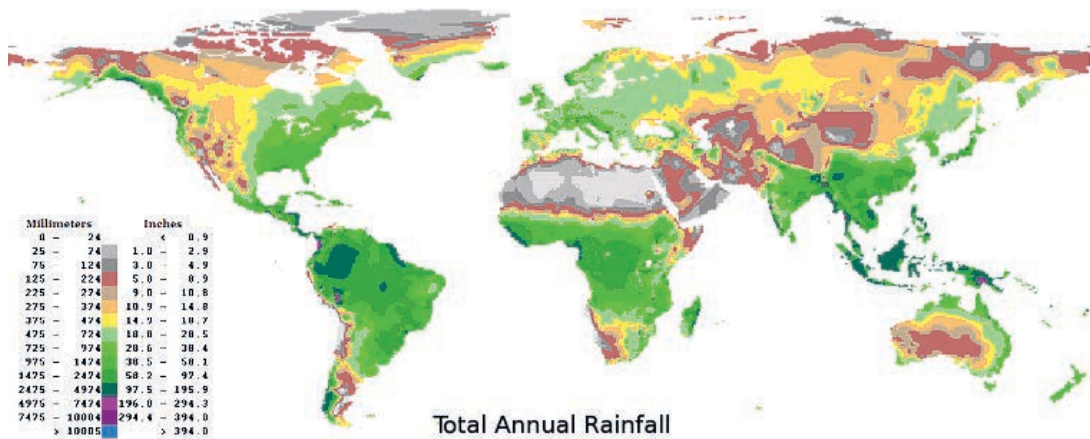 Millimeters Inches
0 - 24 < 0.9
25 - 74 1.0 - 2.9
75 - 124 3.0 - 4.9
125 - 224 5.0 - 8.9
225 - 274 9.0 - 10.8
275 - 374 10.9 - 14.8
375 - 474 14.9 - 18.7
475 - 724 18.8 - 28.5
725 - 974 28.6 - 38.4
975 - 1474 38.5 - 58.1
1475 - 2474 58.2 - 97.4
2475 - 4974 97.5 - 195.9
4975 - 7474 196.0 - 294.3
7475 - 10004 294.4 - 394.0
> 10005 > 394.0
Total Annual Rainfall